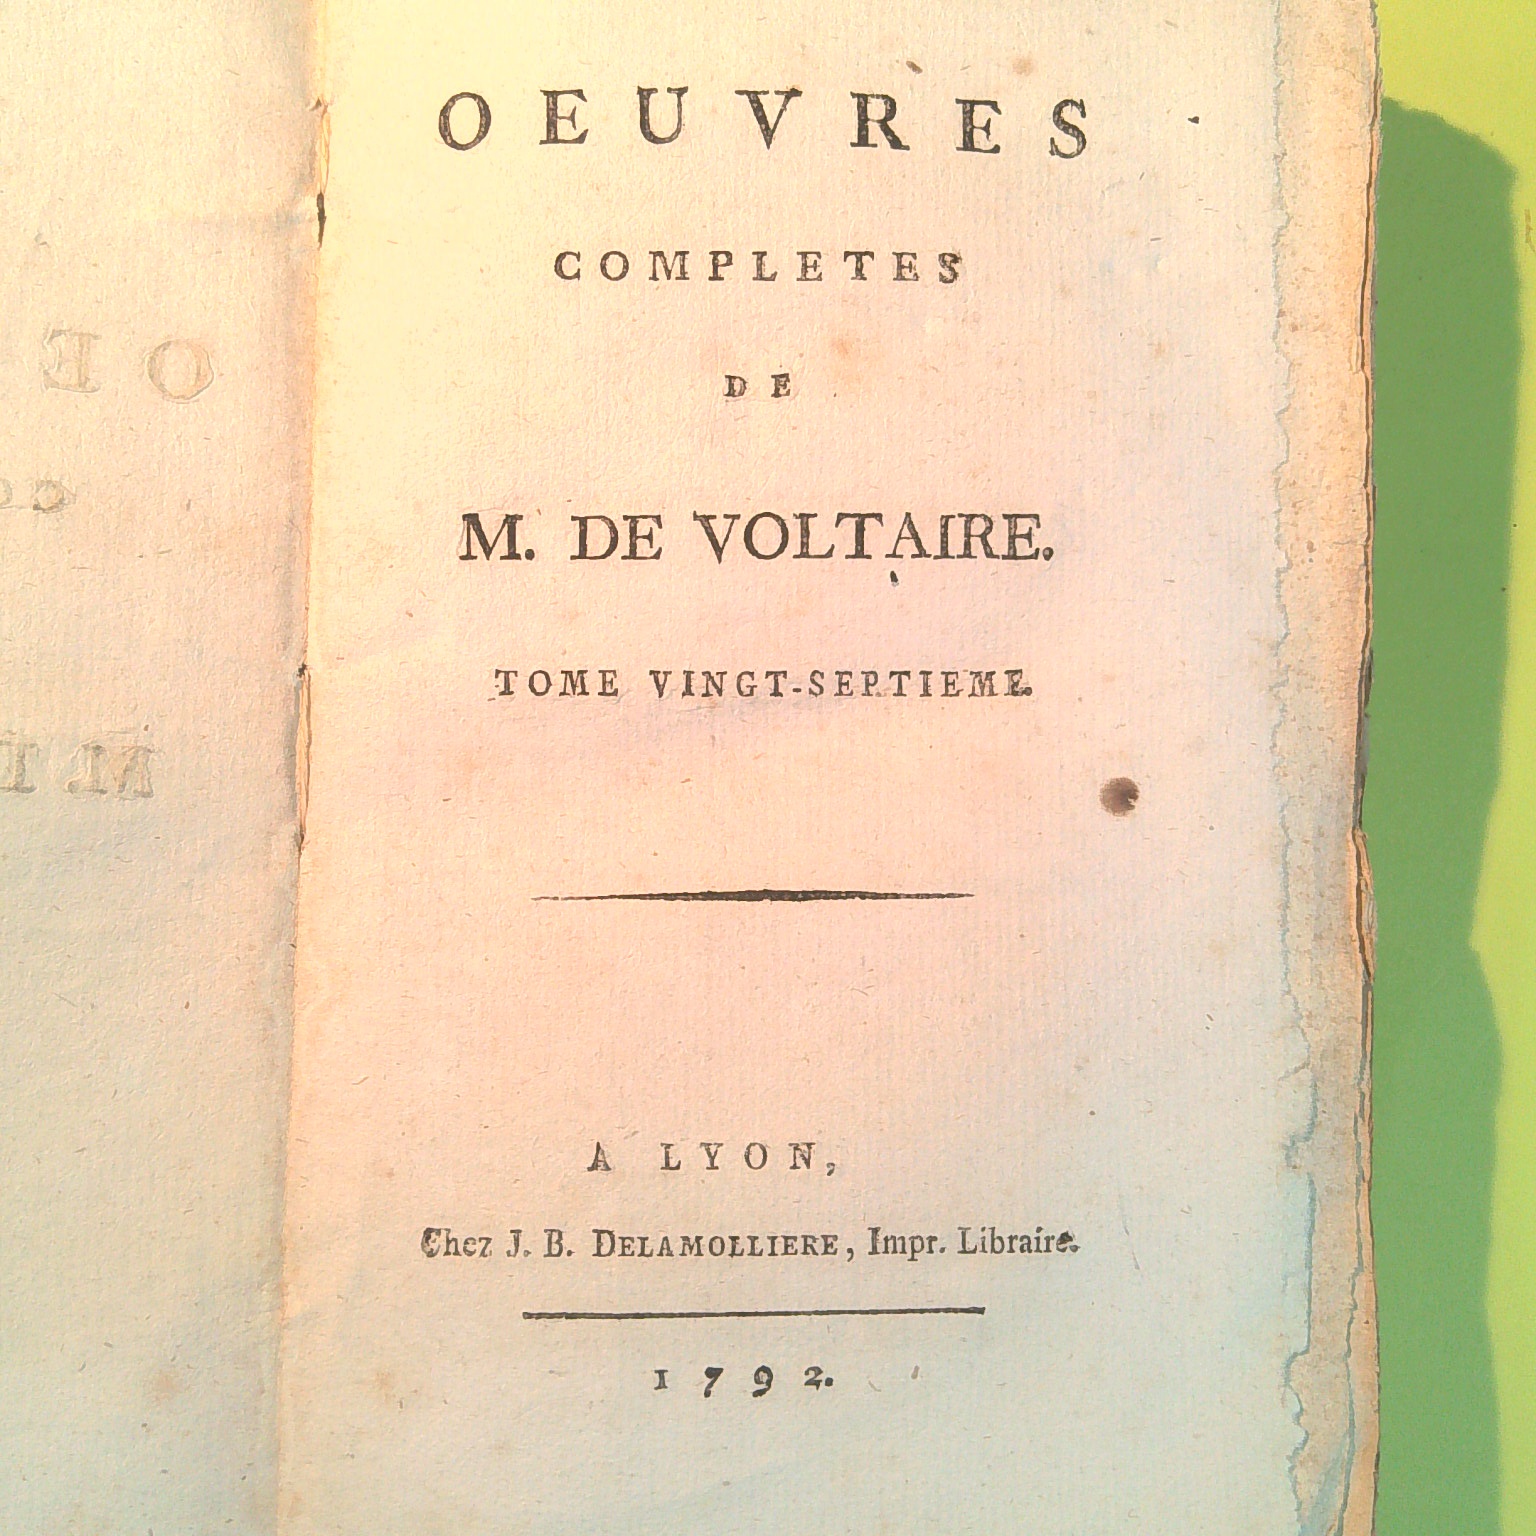 OEUVRES
COMPLETES
DE
M. DE VOLTAIRE.
TOME VINGT-SEPTIEME.
A LYON,
Chez J. B. DELAMOLLIERE, Impr. Libraire.
1792.